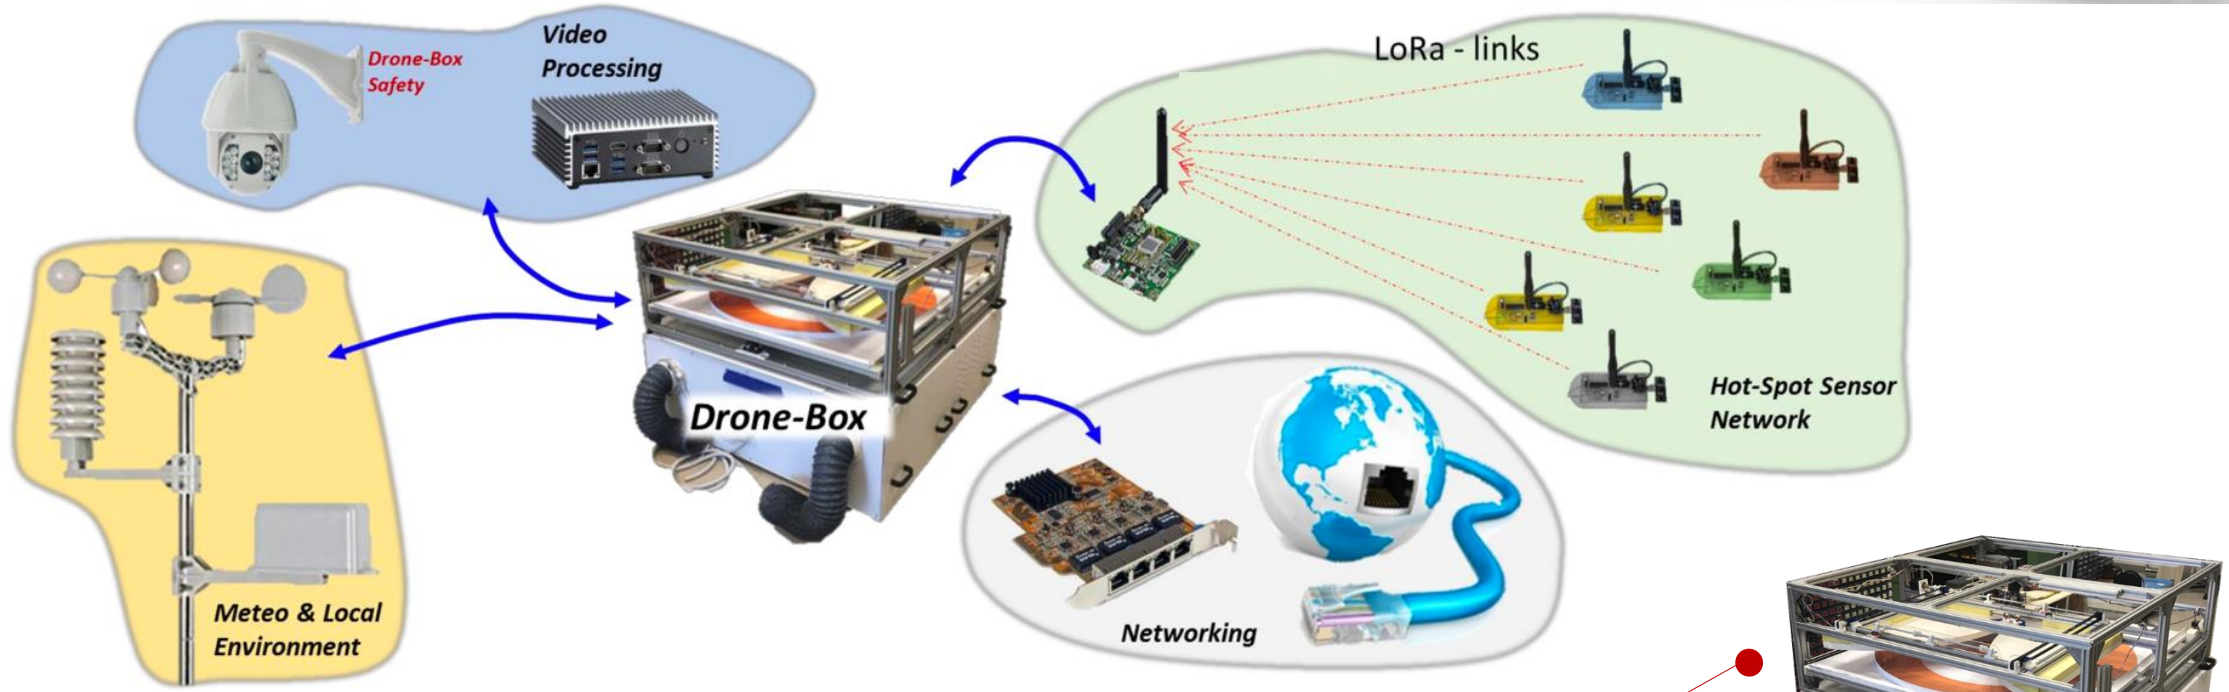 Drone-Box
Safety
Video
Processing
LoRa - links
Hot-Spot Sensor
Network
Drone-Box
Meteo & Local
Environment
Networking